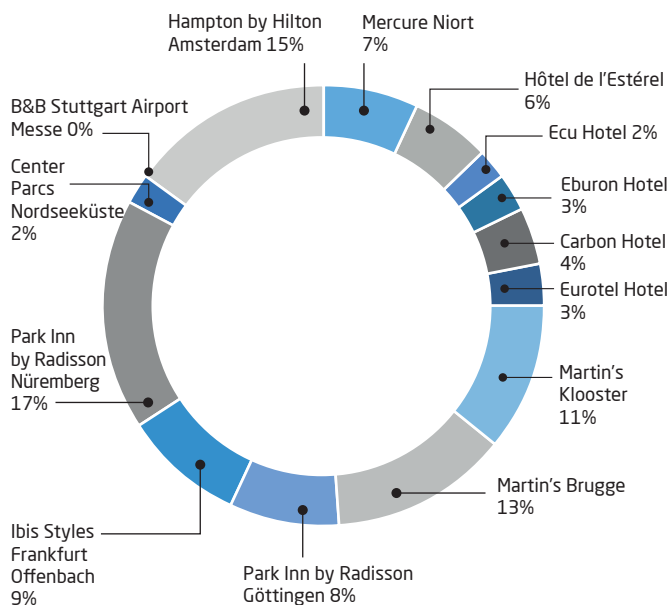 Hampton by Hilton
Amsterdam 15%
Mercure Niort
7%
Hôtel de l'Estérel
6%
Ecu Hotel 2%
Eburon Hotel
3%
Carbon Hotel
4%
Eurotel Hotel
3%
Martin's
Klooster
11%
Martin's Brugge
13%
Park Inn by Radisson
Göttingen 8%
Ibis Styles
Frankfurt
Offenbach
9%
Park Inn
by Radisson
Nüremberg
17%
Center
Parcs
Nordseeküste
2%
B&B Stuttgart Airport
Messe 0%